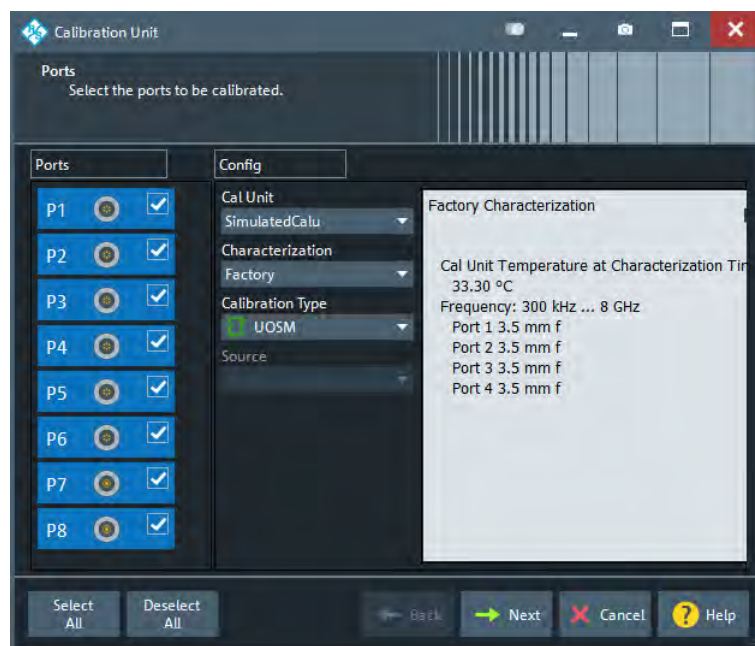 Calibration Unit
Ports
Select the ports to be calibrated.
Ports
P1
P2
P3
P4
P5
P6
P7
P8
Config
Cal Unit
SimulatedCalu
Characterization
Factory
Calibration Type
UOSM
Source
Factory Characterization
Cal Unit Temperature at Characterization Tir
33.30 °C
Frequency: 300 kHz ... 8 GHz
Port 1 3.5 mm f
Port 2 3.5 mm f
Port 3 3.5 mm f
Port 4 3.5 mm f
Select
All
Deselect
All
Back
Next
Cancel
? Help